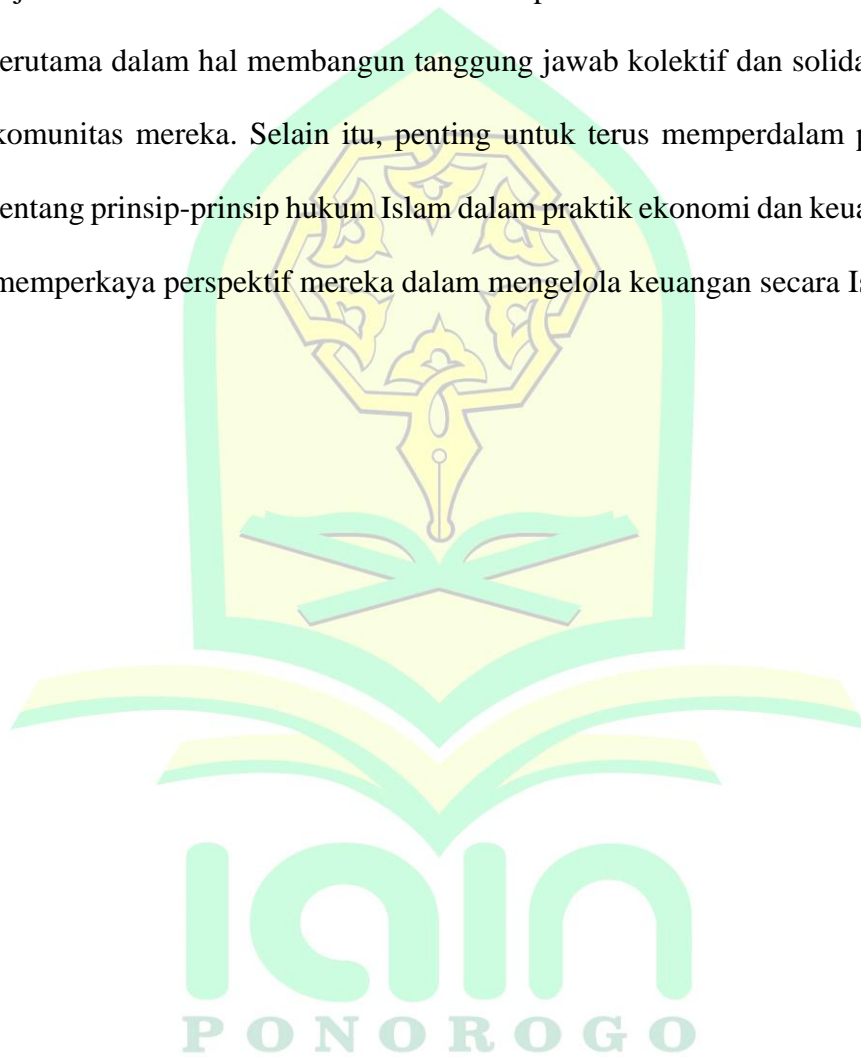 terutama dalam hal membangun tanggung jawab kolektif dan
komunitas mereka. Selain itu, penting untuk terus memperdalam
tentang prinsip-prinsip hukum Islam dalam praktik ekonomi dan
memperkaya perspektif mereka dalam mengelola keuangan secara
IAIN
PONOROGO